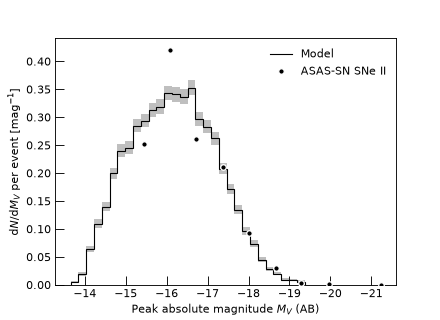 Model
ASAS-SN SNe II
0.40
0.35
0.30
0.25
0.20
0.15
0.10
0.05
0.00
dN/dM_V per event [mag⁻¹]
−14 −15 −16 −17 −18 −19 −20 −21
Peak absolute magnitude M_V (AB)